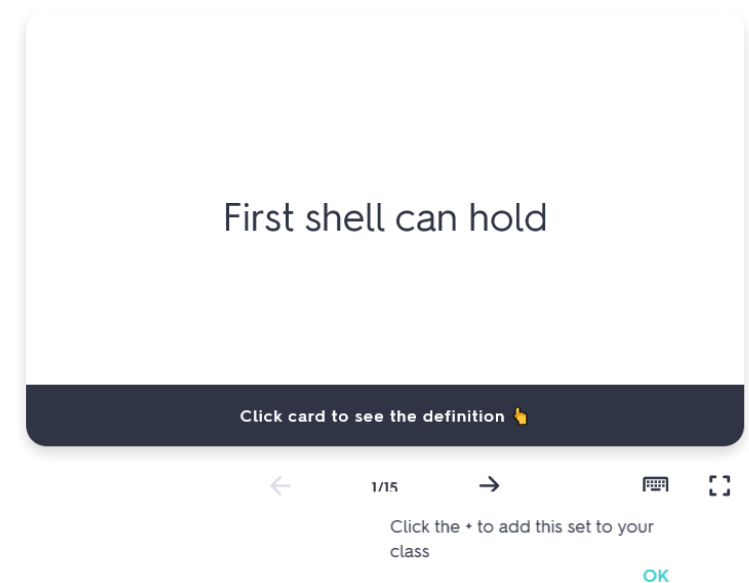 First shell can hold
Click card to see the definition 👆
1/15
Click the + to add this set to your
class
OK